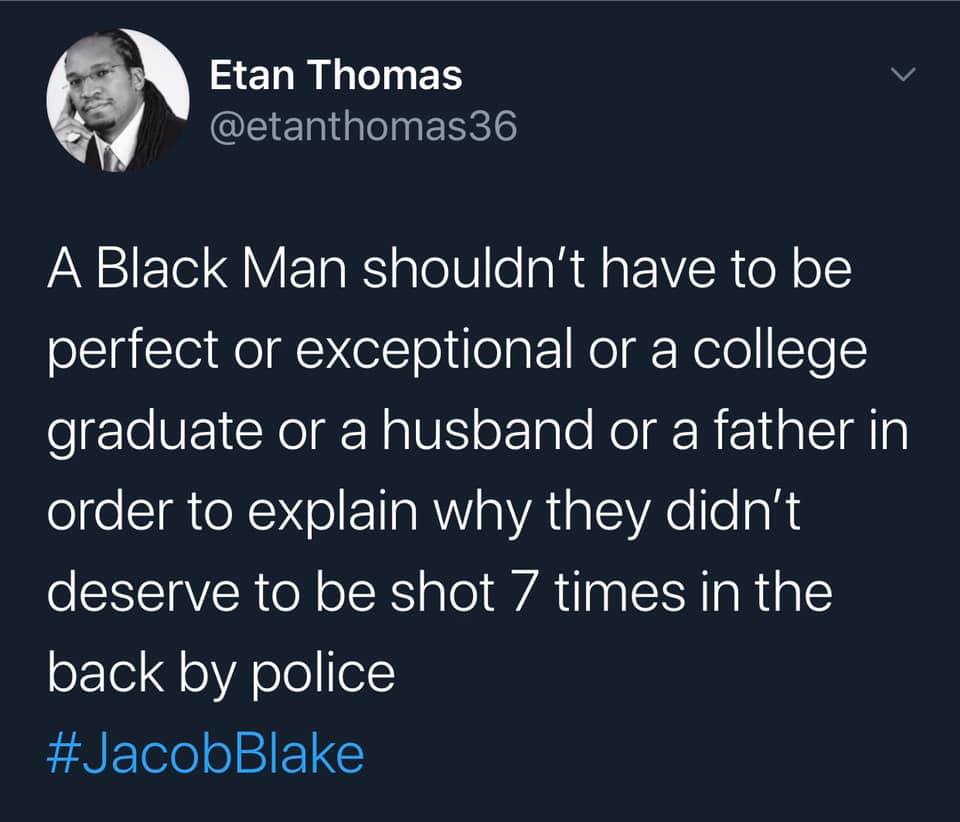 Etan Thomas
@etanthomas36
A Black Man shouldn’t have to be
perfect or exceptional or a college
graduate or a husband or a father in
order to explain why they didn’t
deserve to be shot 7 times in the
back by police
#JacobBlake